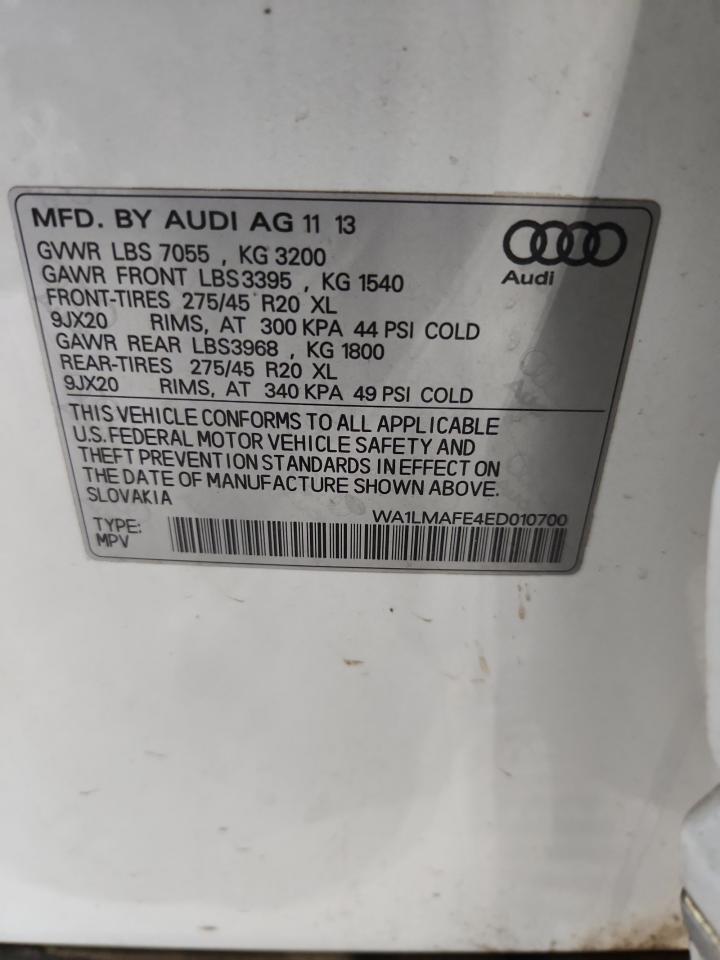 MFD. BY AUDI AG 11 13
GVWR LBS 7055 , KG 3200
GAWR FRONT LBS3395 , KG 1540
FRONT-TIRES 275/45 R20 XL
9JX20 RIMS, AT 300 KPA 44 PSI COLD
GAWR REAR LBS3968 , KG 1800
REAR-TIRES 275/45 R20 XL
9JX20 RIMS, AT 340 KPA 49 PSI COLD
Audi
THIS VEHICLE CONFORMS TO ALL APPLICABLE
U.S. FEDERAL MOTOR VEHICLE SAFETY AND
THEFT PREVENTION STANDARDS IN EFFECT ON
THE DATE OF MANUFACTURE SHOWN ABOVE.
SLOVAKIA
WA1LMAFE4ED010700
TYPE:
MPV